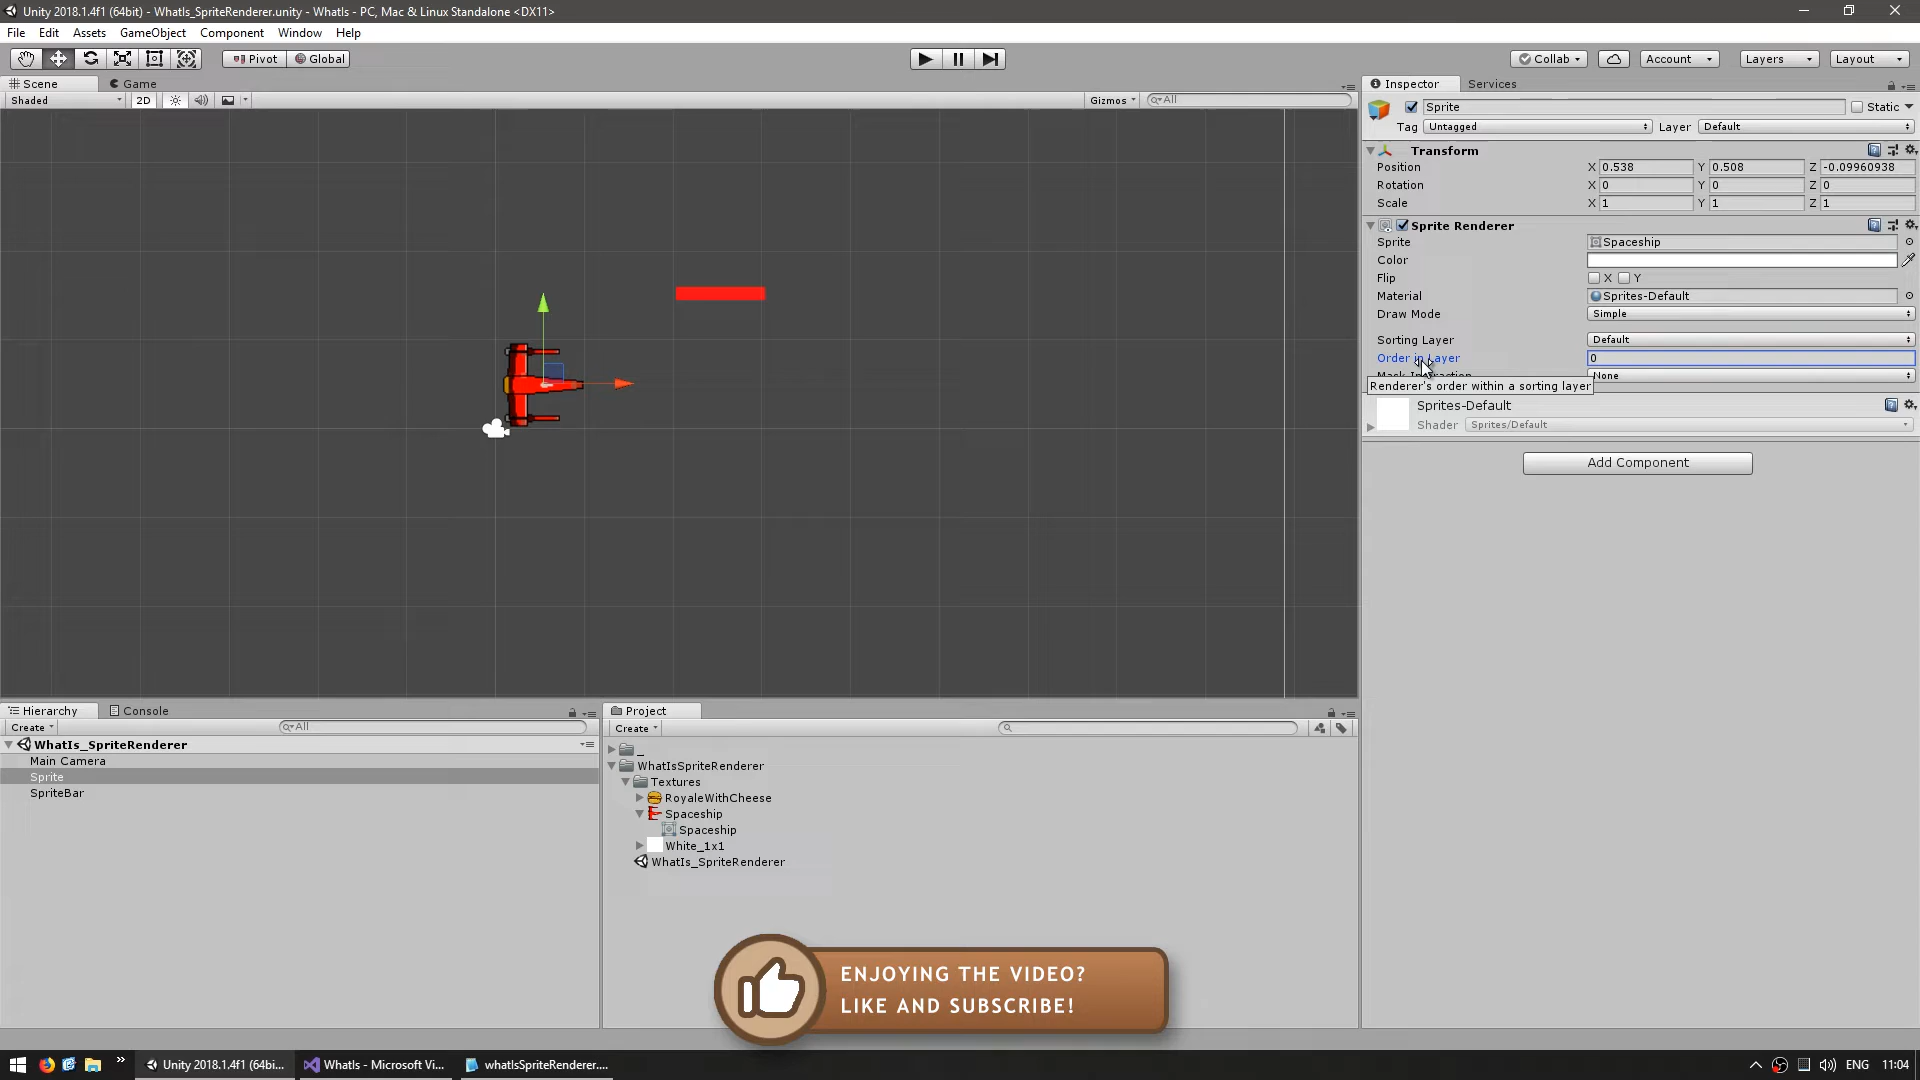 Unity 2018.1.4f1 (64bit) - WhatIs_SpriteRenderer.unity - WhatIs - PC, Mac & Linux Standalone <DX11>
File Edit Assets GameObject Component Window Help
Pivot Global Collab Account Layers Layout
Scene Game
Shaded 2D Gizmos All
Inspector Services
Sprite Static
Tag Untagged Layer Default
Transform
Position X 0.538 Y 0.508 Z -0.09960938
Rotation X 0 Y 0 Z 0
Scale X 1 Y 1 Z 1
Sprite Renderer
Sprite Spaceship
Color
Flip X Y
Material Sprites-Default
Draw Mode Simple
Sorting Layer Default
Order in Layer 0
Mask Interaction None
Renderer's order within a sorting layer
Sprites-Default
Shader Sprites/Default
Add Component
Hierarchy Console
Create All
WhatIs_SpriteRenderer
Main Camera
Sprite
SpriteBar
Project
Create
_
WhatIsSpriteRenderer
Textures
RoyaleWithCheese
Spaceship
Spaceship
White_1x1
WhatIs_SpriteRenderer
ENJOYING THE VIDEO?
LIKE AND SUBSCRIBE!
Unity 2018.1.4f1 (64bi... WhatIs - Microsoft Vi... whatIsSpriteRenderer.... ENG 11:04